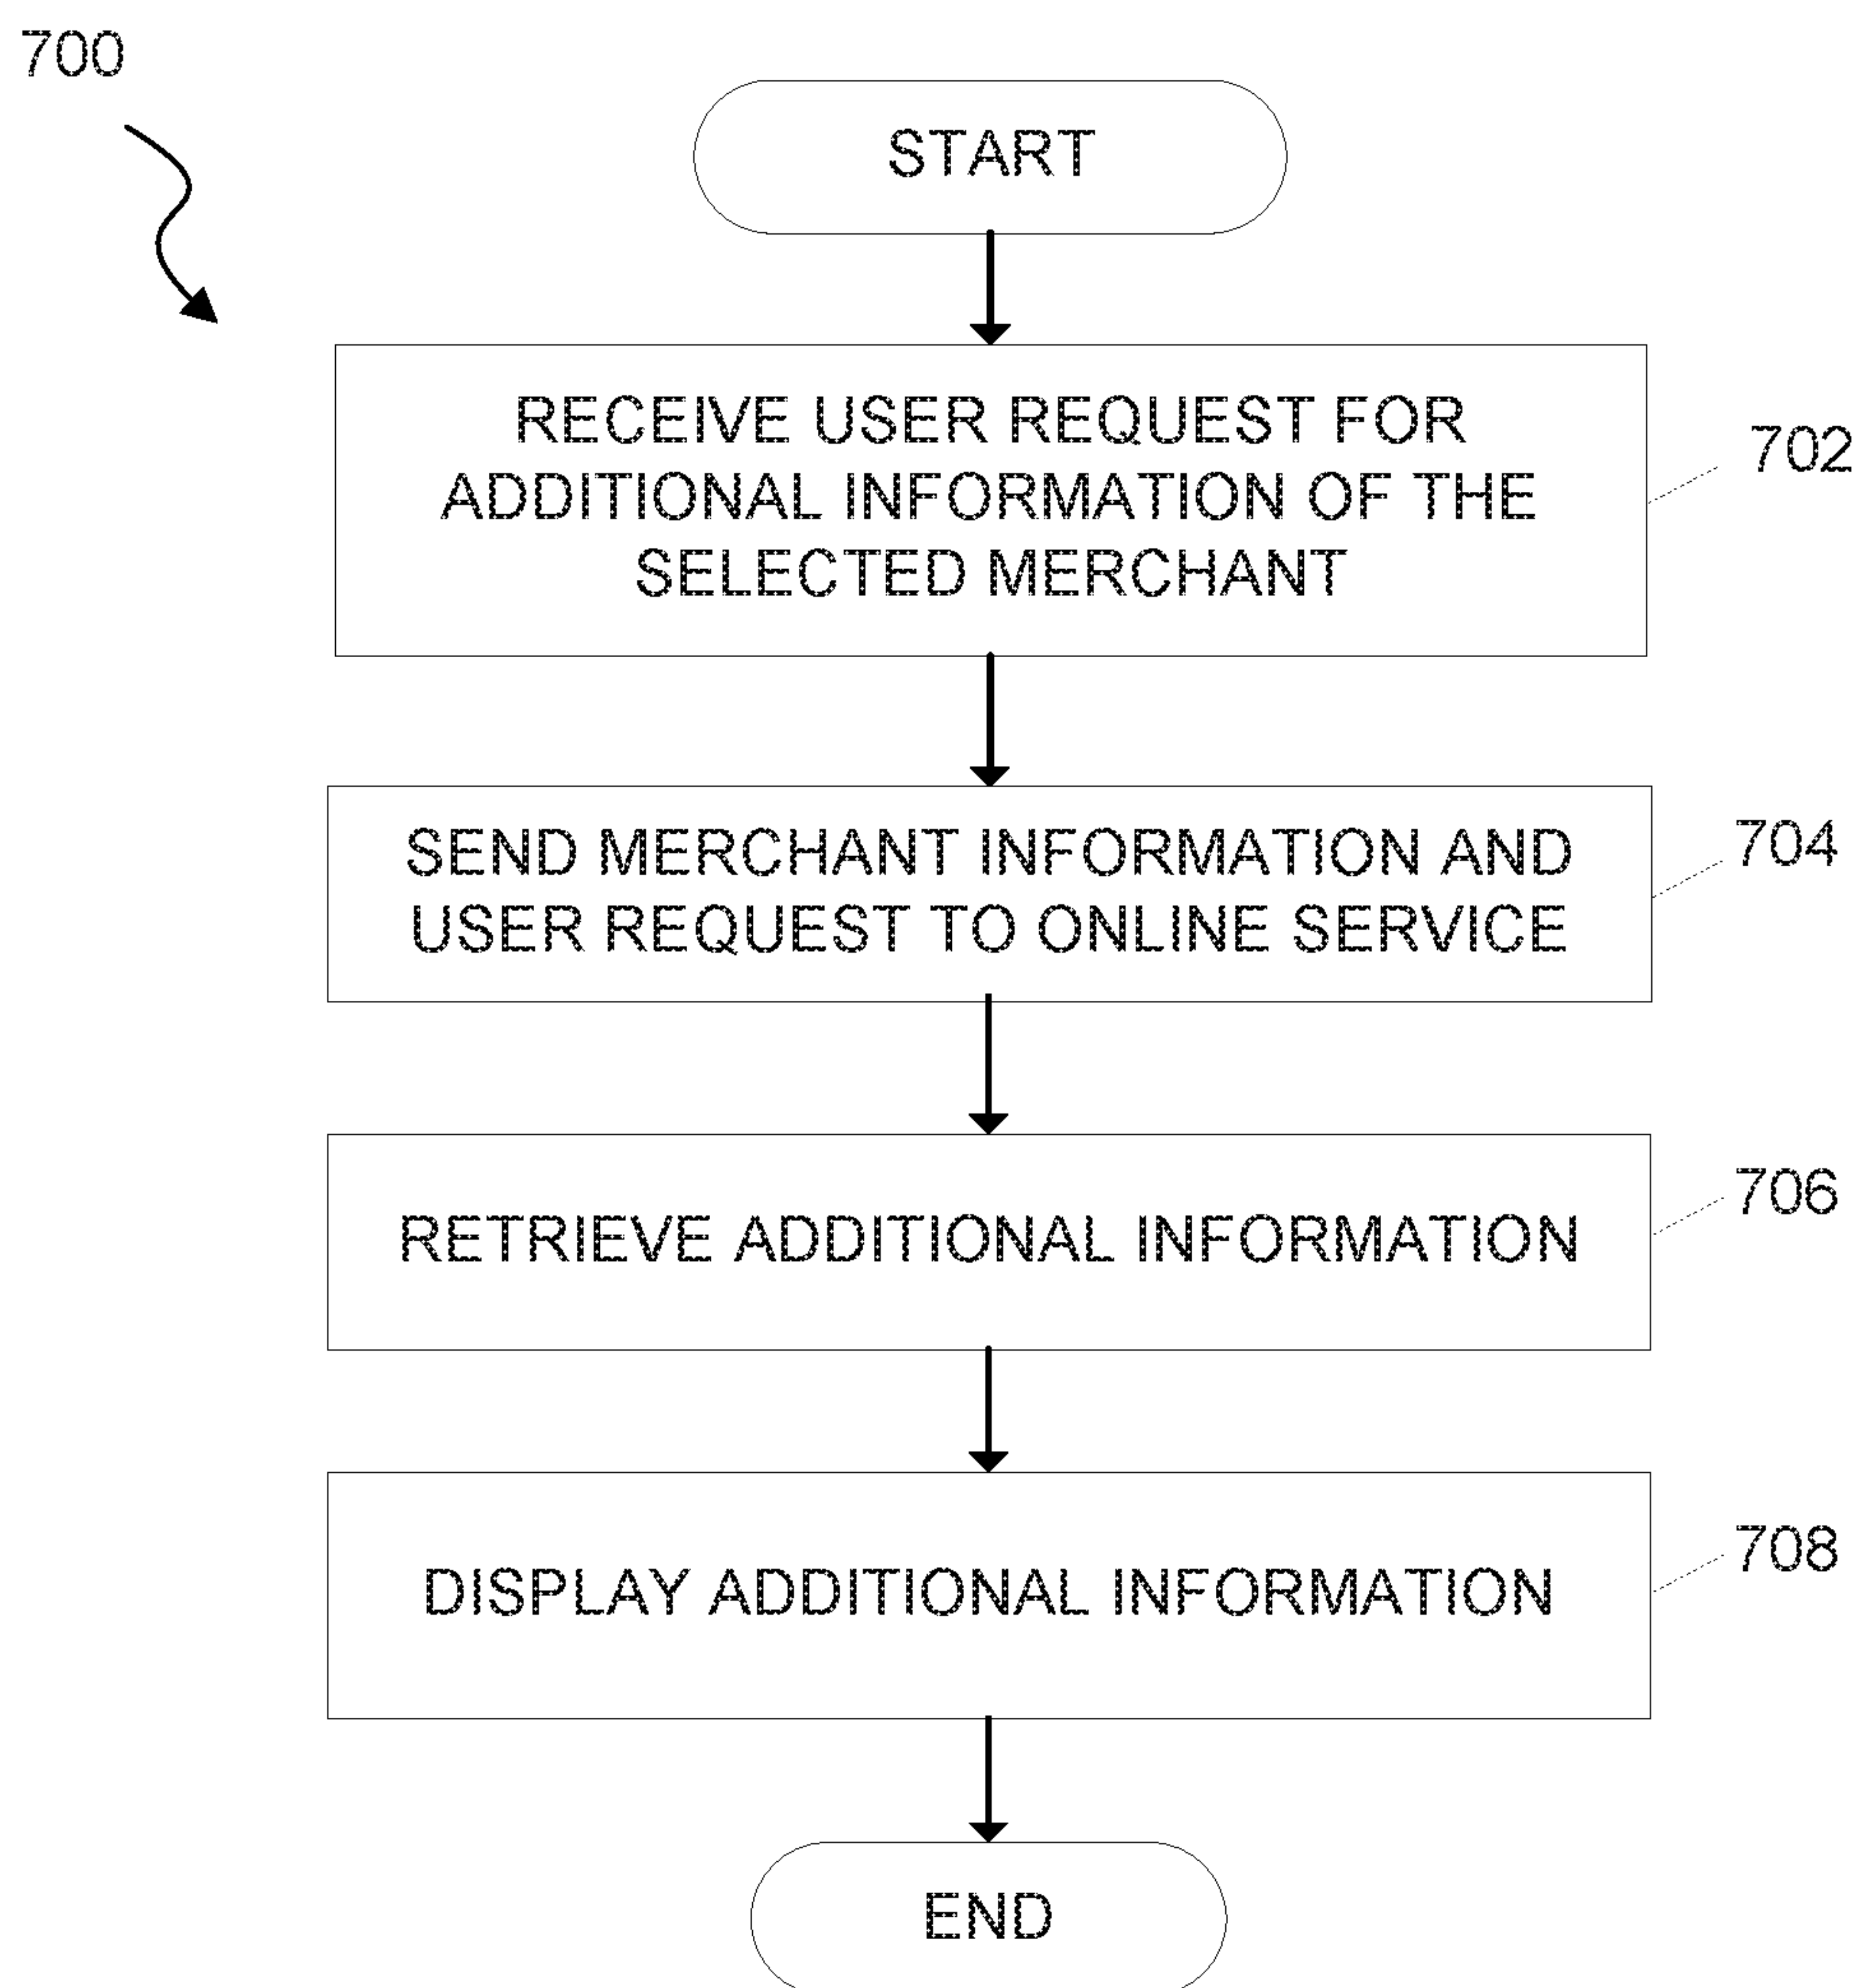 700
START
RECEIVE USER REQUEST FOR
ADDITIONAL INFORMATION OF THE
SELECTED MERCHANT
702
SEND MERCHANT INFORMATION AND
USER REQUEST TO ONLINE SERVICE
704
RETRIEVE ADDITIONAL INFORMATION
706
DISPLAY ADDITIONAL INFORMATION
708
END